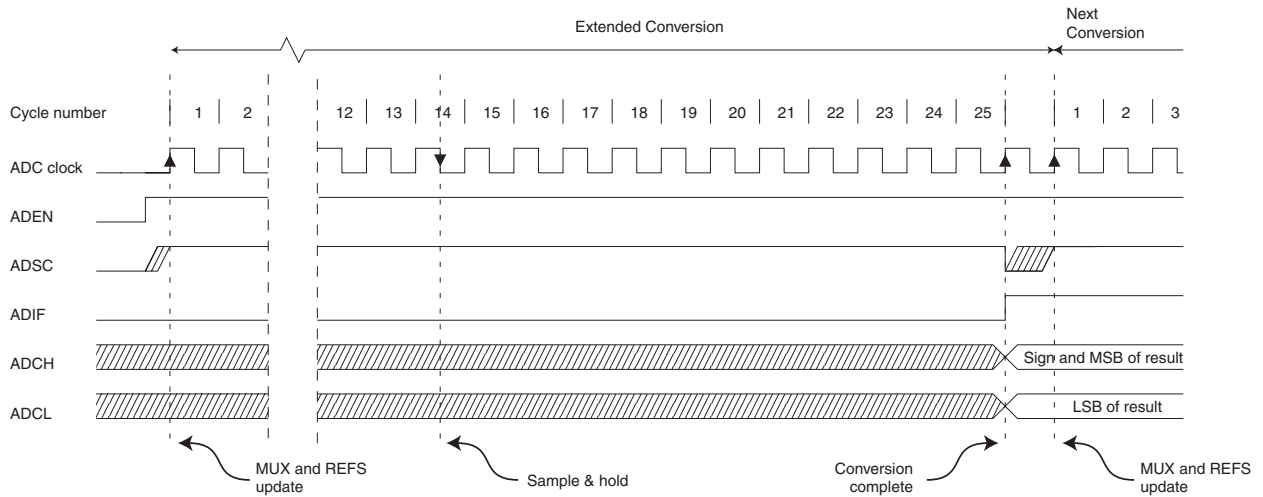 Extended Conversion
Next
Conversion
Cycle number 1 2 12 13 14 15 16 17 18 19 20 21 22 23 24 25 1 2 3
ADC clock
ADEN
ADSC
ADIF
ADCH Sign and MSB of result
ADCL LSB of result
MUX and REFS
update
Sample & hold
Conversion
complete
MUX and REFS
update